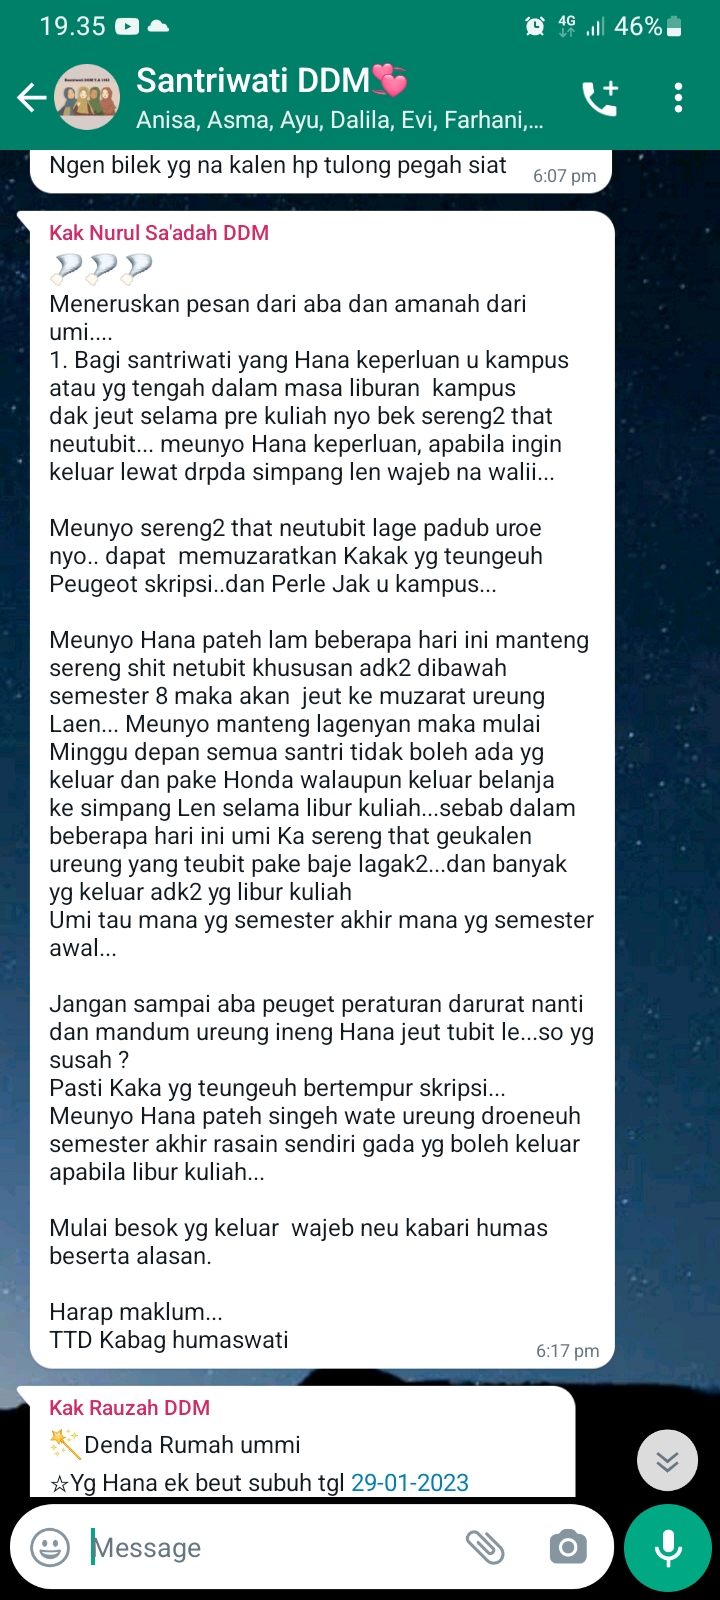 19.35
4G
46%
Santriwati DDM💞
Anisa, Asma, Ayu, Dalila, Evi, Farhani,...
Ngen bilek yg na kalen hp tulong pegah siat
6:07 pm
Kak Nurul Sa'adah DDM
Meneruskan pesan dari aba dan amanah dari
umi....
1. Bagi santriwati yang Hana keperluan u kampus
atau yg tengah dalam masa liburan  kampus
dak jeut selama pre kuliah nyo bek sereng2 that
neutubit... meunyo Hana keperluan, apabila ingin
keluar lewat drpda simpang len wajeb na walii...
Meunyo sereng2 that neutubit lage padub uroe
nyo.. dapat  memuzaratkan Kakak yg teungeuh
Peugeot skripsi..dan Perle Jak u kampus...
Meunyo Hana pateh lam beberapa hari ini manteng
sereng shit netubit khususan adk2 dibawah
semester 8 maka akan  jeut ke muzarat ureung
Laen... Meunyo manteng lagenyan maka mulai
Minggu depan semua santri tidak boleh ada yg
keluar dan pake Honda walaupun keluar belanja
ke simpang Len selama libur kuliah...sebab dalam
beberapa hari ini umi Ka sereng that geukalen
ureung yang teubit pake baje lagak2...dan banyak
yg keluar adk2 yg libur kuliah
Umi tau mana yg semester akhir mana yg semester
awal...
Jangan sampai aba peuget peraturan darurat nanti
dan mandum ureung ineng Hana jeut tubit le...so yg
susah ?
Pasti Kaka yg teungeuh bertempur skripsi...
Meunyo Hana pateh singeh wate ureung droeneuh
semester akhir rasain sendiri gada yg boleh keluar
apabila libur kuliah...
Mulai besok yg keluar  wajeb neu kabari humas
beserta alasan.
Harap maklum...
TTD Kabag humaswati
6:17 pm
Kak Rauzah DDM
Denda Rumah ummi
☆Yg Hana ek beut subuh tgl 29-01-2023
Message